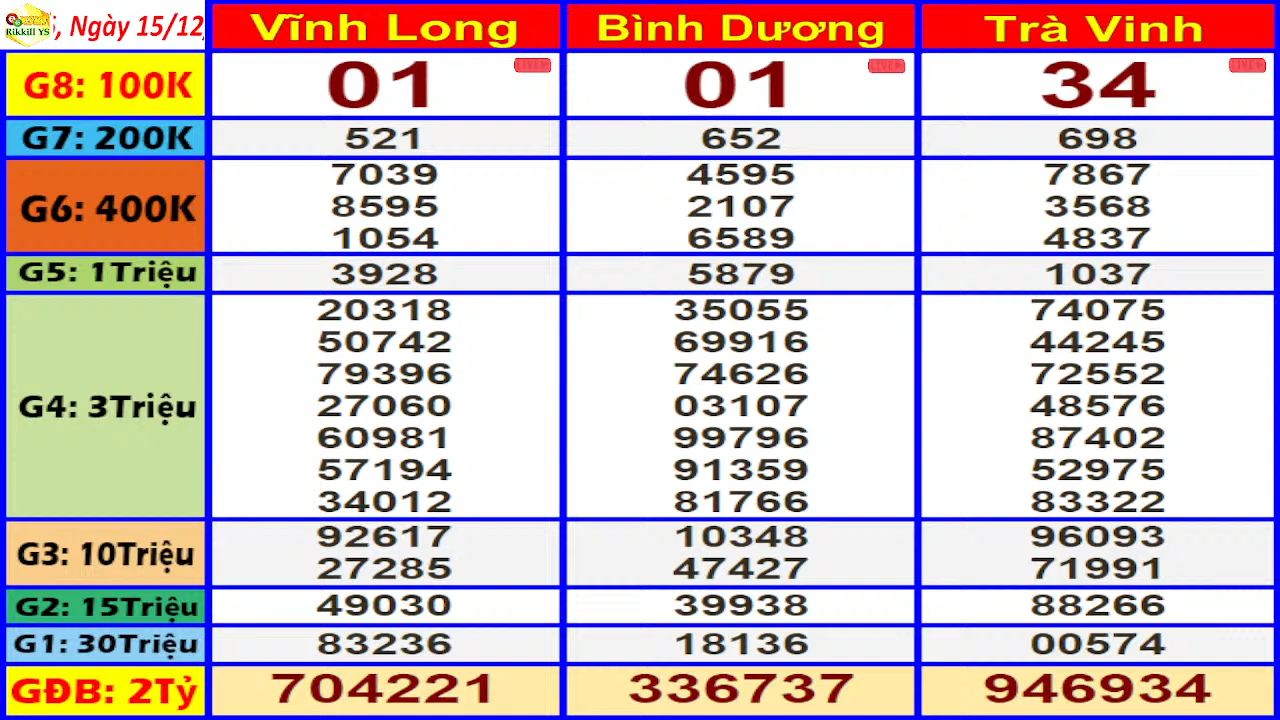 Rikkill YS
, Ngày 15/12
Vĩnh Long Bình Dương Trà Vinh
G8: 100K 01 01 34
G7: 200K 521 652 698
7039 4595 7867
G6: 400K 8595 2107 3568
1054 6589 4837
G5: 1Triệu 3928 5879 1037
20318 35055 74075
50742 69916 44245
79396 74626 72552
G4: 3Triệu 27060 03107 48576
60981 99796 87402
57194 91359 52975
34012 81766 83322
G3: 10Triệu 92617 10348 96093
27285 47427 71991
G2: 15Triệu 49030 39938 88266
G1: 30Triệu 83236 18136 00574
GĐB: 2Tỷ 704221 336737 946934